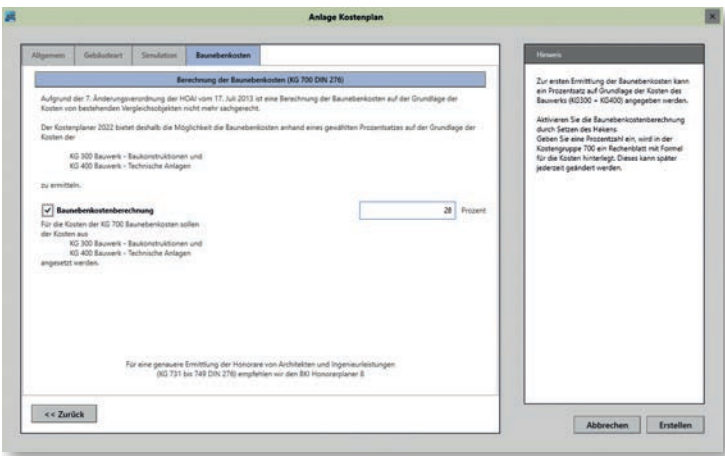 Anlage Kostenplan
Allgemein Gebäudeart Simulation Baunebenkosten
Berechnung der Baunebenkosten (KG 700 DIN 276)
Aufgrund der 7. Änderungsverordnung der HOAI vom 17. Juli 2013 ist eine Berechnung der Baunebenkosten auf der Grundlage der
Kosten von bestehenden Vergleichsobjekten nicht mehr sachgerecht.
Der Kostenplaner 2022 bietet deshalb die Möglichkeit die Baunebenkosten anhand eines gewählten Prozentsatzes auf der Grundlage der
Kosten der
KG 300 Bauwerk - Baukonstruktionen und
KG 400 Bauwerk - Technische Anlagen
zu ermitteln.
Baunebenkostenberechnung 28 Prozent
Für die Kosten der KG 700 Baunebenkosten sollen
der Kosten aus
KG 300 Bauwerk - Baukonstruktionen und
KG 400 Bauwerk - Technische Anlagen
angesetzt werden.
Für eine genauere Ermittlung der Honorare von Architekten und Ingenieurleistungen
(KG 731 bis 749 DIN 276) empfehlen wir den BKI Honorarplaner 8
<< Zurück
Hinweis
Zur ersten Ermittlung der Baunebenkosten kann
ein Prozentsatz auf Grundlage der Kosten des
Bauwerks (KG300 + KG400) angegeben werden.
Aktivieren Sie die Baunebenkostenberechnung
durch Setzen des Hakens
Geben Sie eine Prozentzahl ein, wird in der
Kostengruppe 700 ein Rechenblatt mit Formel
für die Kosten hinterlegt. Dieses kann später
jederzeit geändert werden.
Abbrechen Erstellen